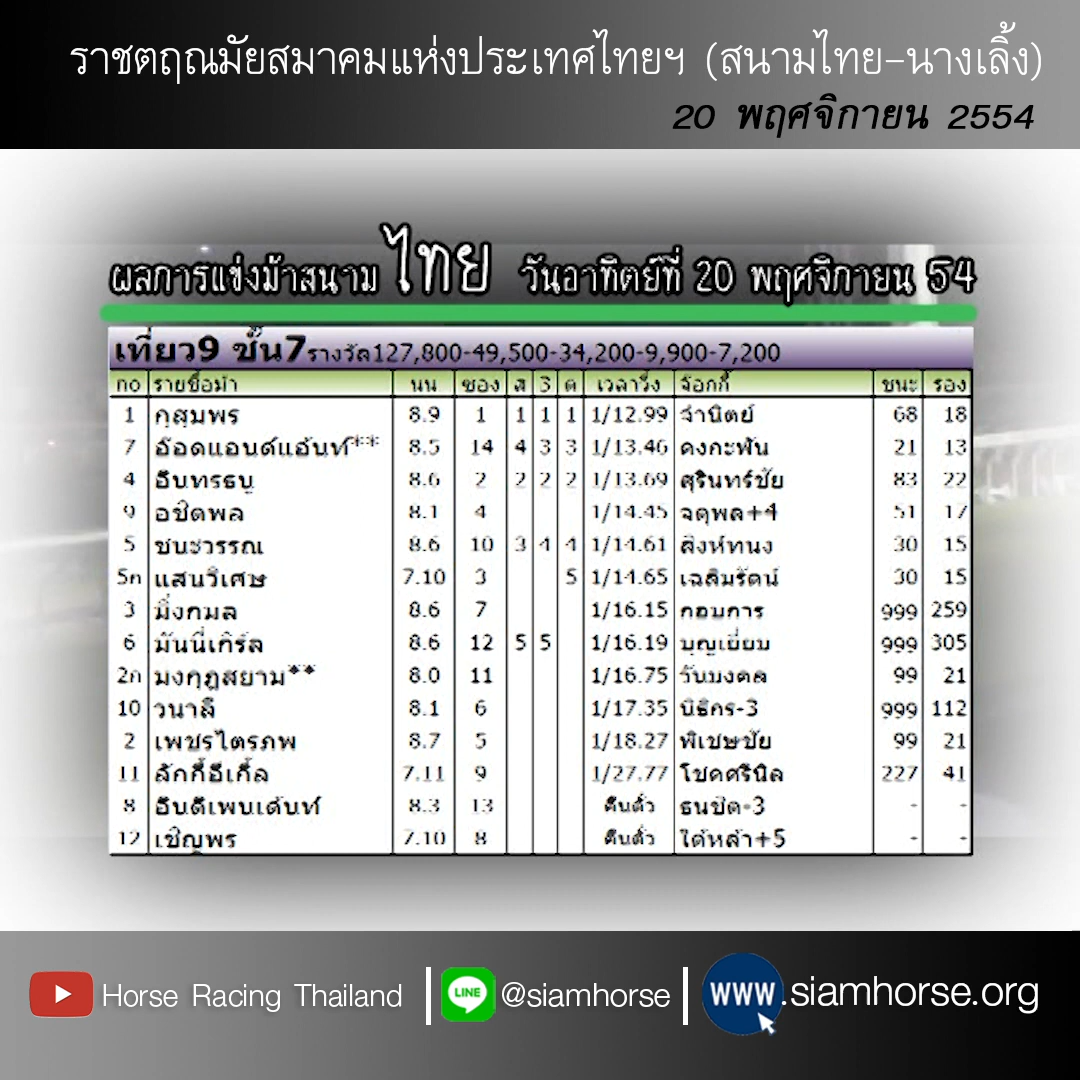 ราชตฤณมัยสมาคมแห่งประเทศไทยฯ (สนามไทย-นางเลิ้ง)
20 พฤศจิกายน 2554
ผลการแข่งม้าสนาม ไทย วันอาทิตย์ที่ 20 พฤศจิกายน 54
เที่ยว9 ชั้น7รางวัล127,800-49,500-34,200-9,900-7,200
no รายชื่อม้า นน ซอง ส 3 ต เวลาวิ่ง จ๊อกกี้ ชนะ รอง
1 กุสุมพร 8.9 1 1 1 1 1/12.99 จำนิตย์ 68 18
7 อ๊อดแอนด์แอ้นท์** 8.5 14 4 3 3 1/13.46 คงกะพัน 21 13
4 อินทรธนู 8.6 2 2 2 2 1/13.69 สุรินทร์ชัย 83 22
9 อชิตพล 8.1 4 1/14.45 จตุพล+4 51 17
5 ชนะวรรณ 8.6 10 3 4 4 1/14.61 สิงห์ทนง 30 15
5ก แสนวิเศษ 7.10 3 5 1/14.65 เฉลิมรัตน์ 30 15
3 มิ่งกมล 8.6 7 1/16.15 กอบการ 999 259
6 มันนี่เกิร์ล 8.6 12 5 5 1/16.19 บุญเยี่ยม 999 305
2ก มงกุฎสยาม** 8.0 11 1/16.75 วันมงคล 99 21
10 วนาลี 8.1 6 1/17.35 นิธิกร-3 999 112
2 เพชรไตรภพ 8.7 5 1/18.27 พิเชษชัย 99 21
11 ลักกี้อีเกิ้ล 7.11 9 1/27.77 โชคศรีนิล 227 41
8 อินดิเพนเด้นท์ 8.3 13 คืนตั๋ว ธนชิต-3 - -
12 เชิญพร 7.10 8 คืนตั๋ว ไต้หล้า+5 - -
Horse Racing Thailand | LINE @siamhorse | www.siamhorse.org